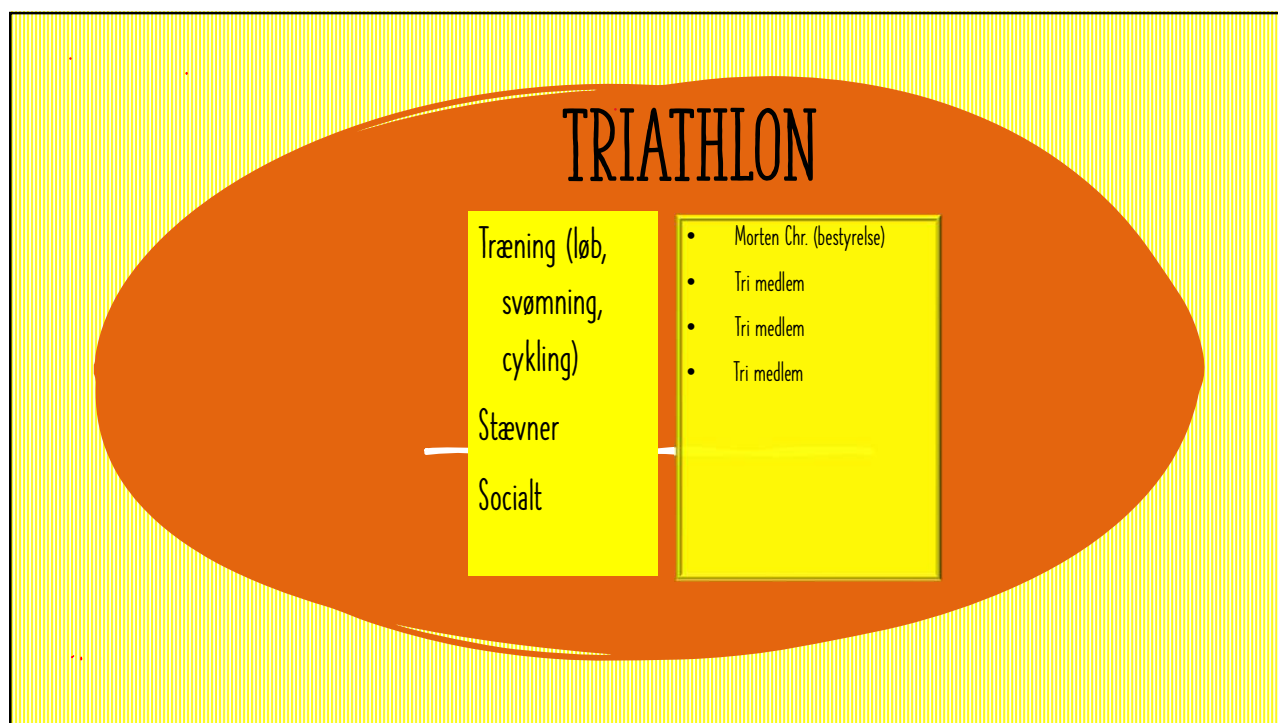 TRIATHLON
Træning (løb,
svømning,
cykling)
Stævner
Socialt
• Morten Chr. (bestyrelse)
• Tri medlem
• Tri medlem
• Tri medlem